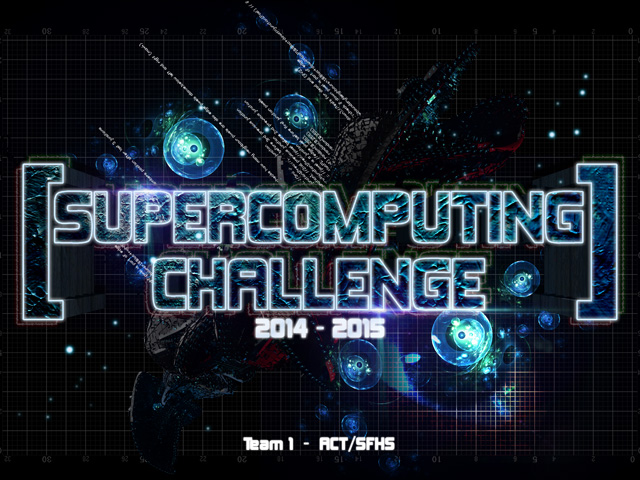 [SUPERCOMPUTING
CHALLENGE]
2014 - 2015
Team 1 - ACT/SFHS